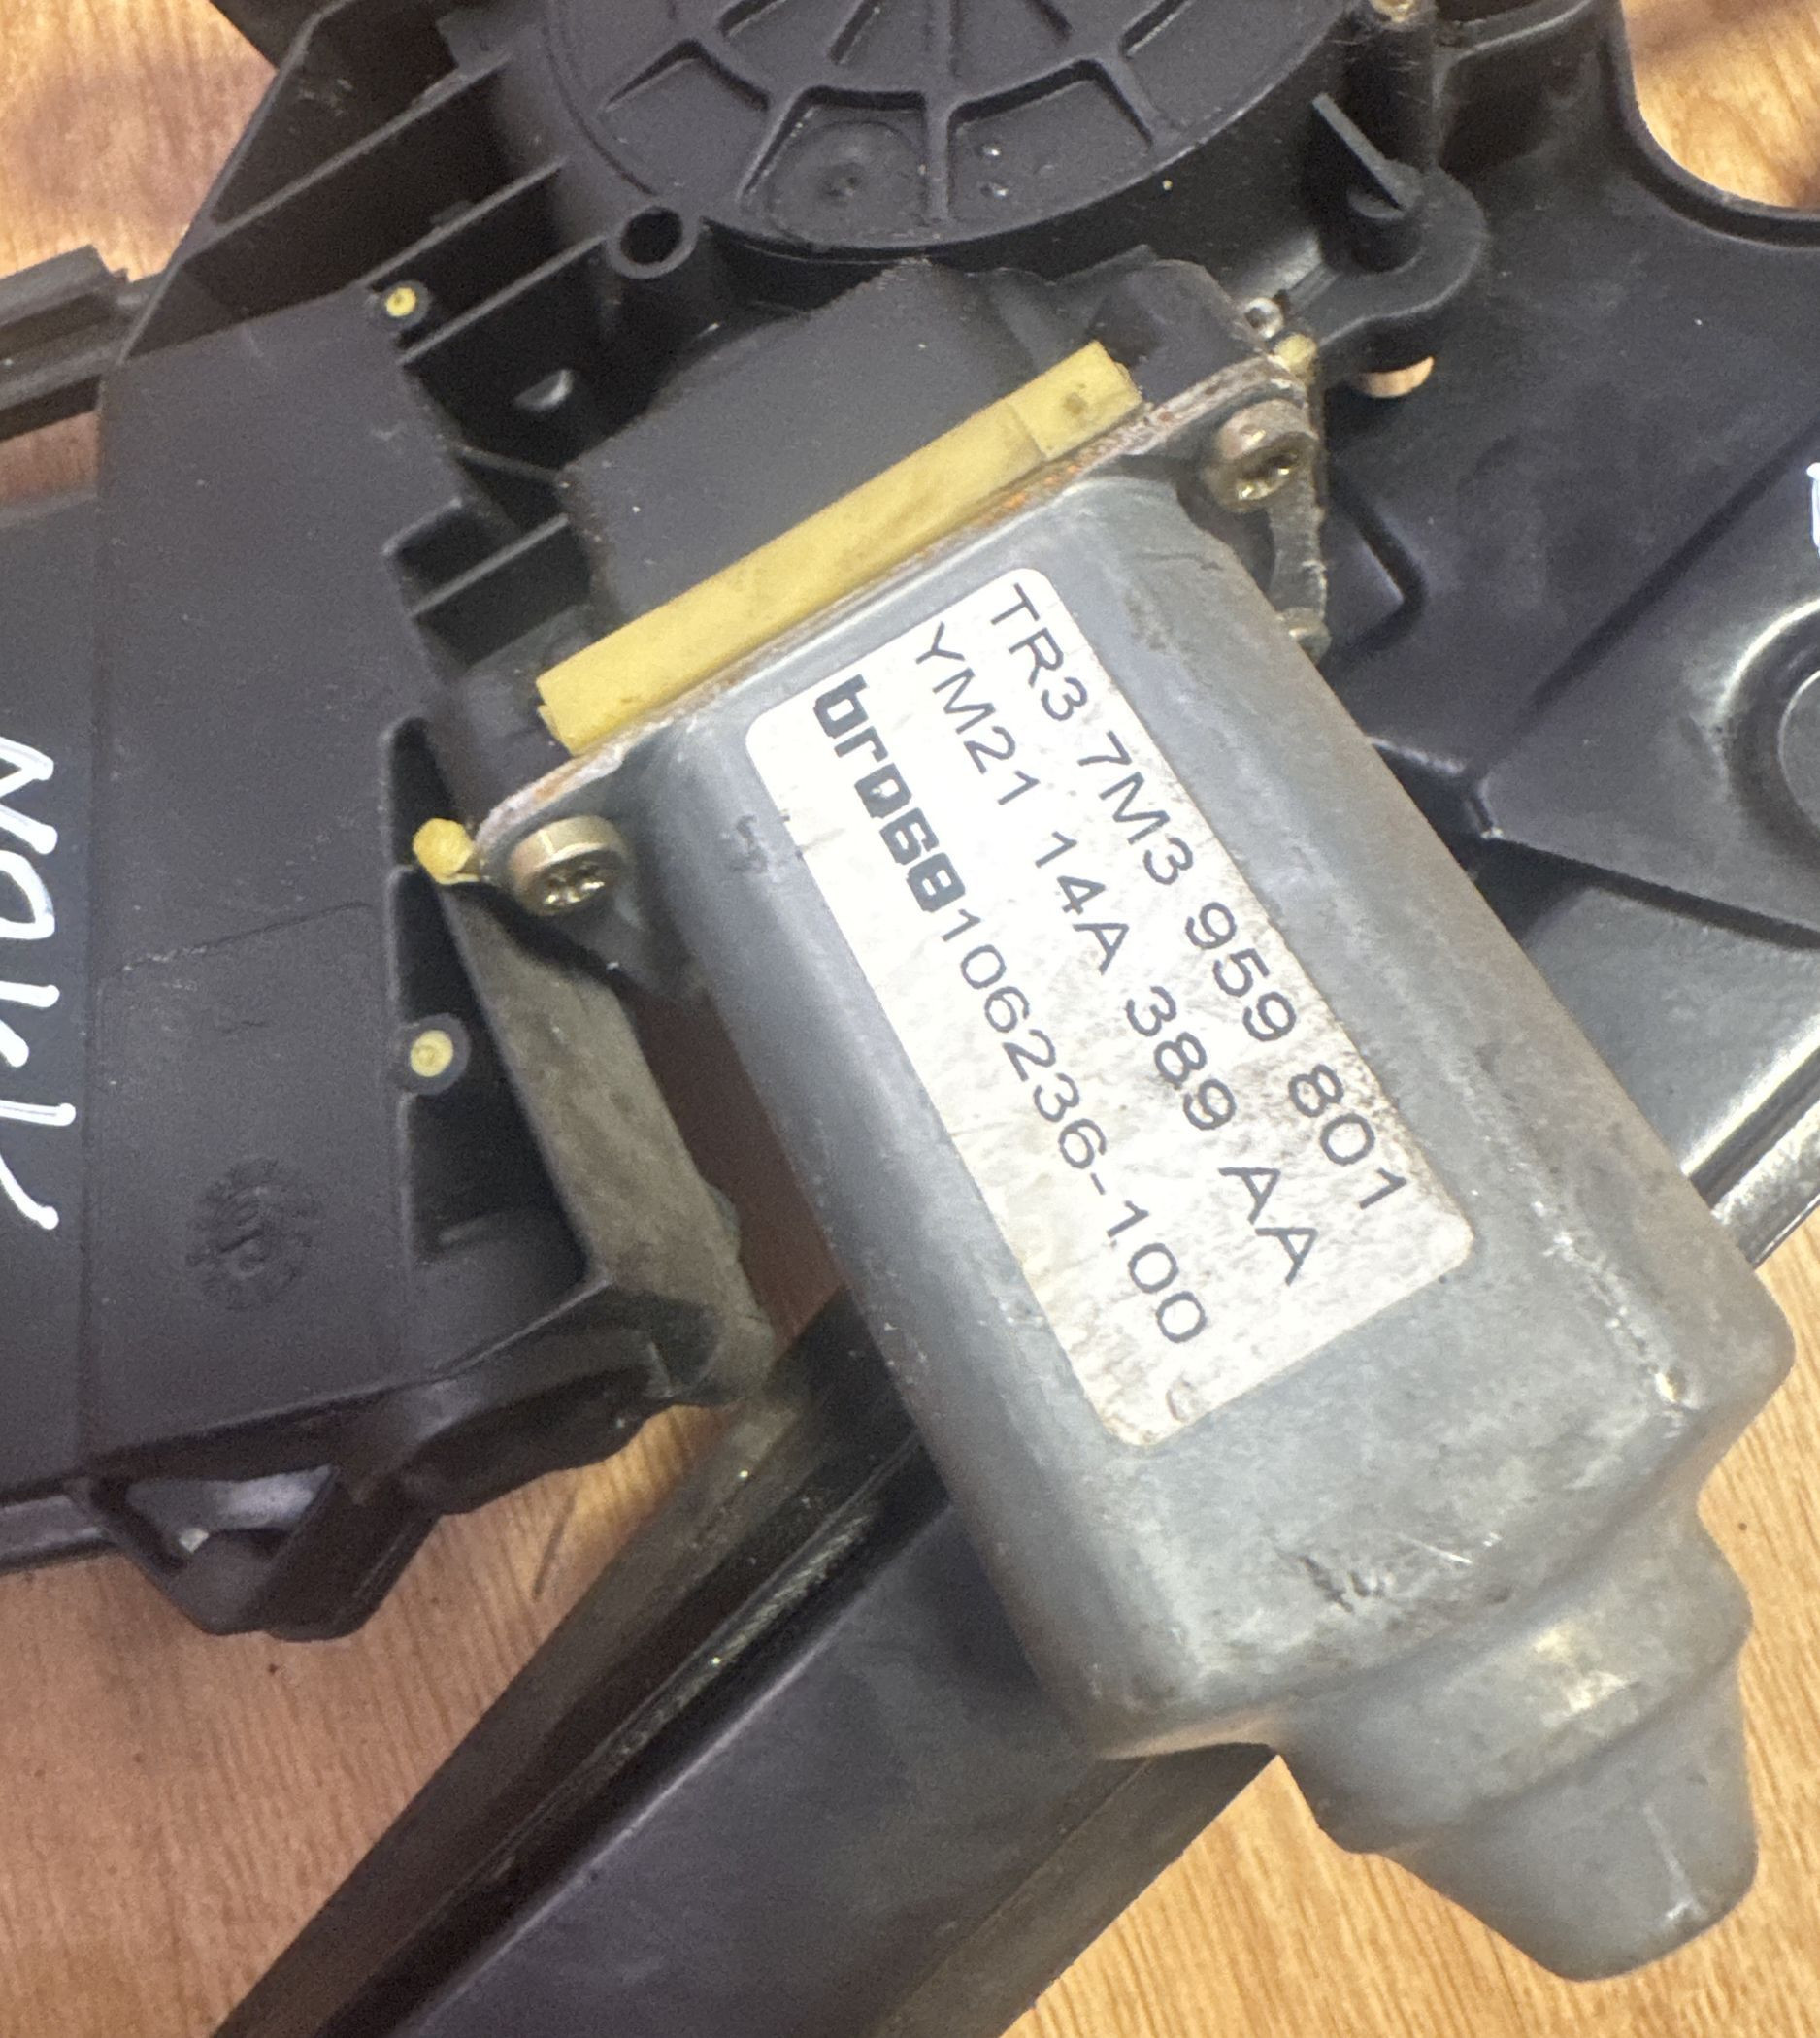 TR3 7M3 959 801
YM21 14A 389 AA
brose 106236-100